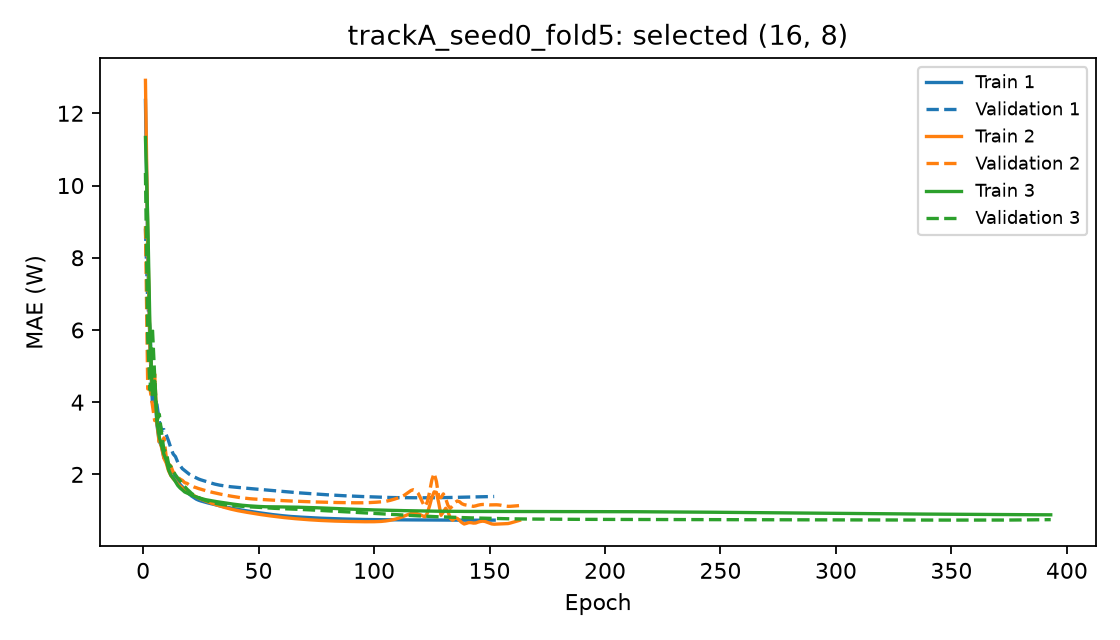 trackA_seed0_fold5: selected (16, 8)
Train 1
Validation 1
Train 2
Validation 2
Train 3
Validation 3
MAE (W)
12
10
8
6
4
2
0 50 100 150 200 250 300 350 400
Epoch